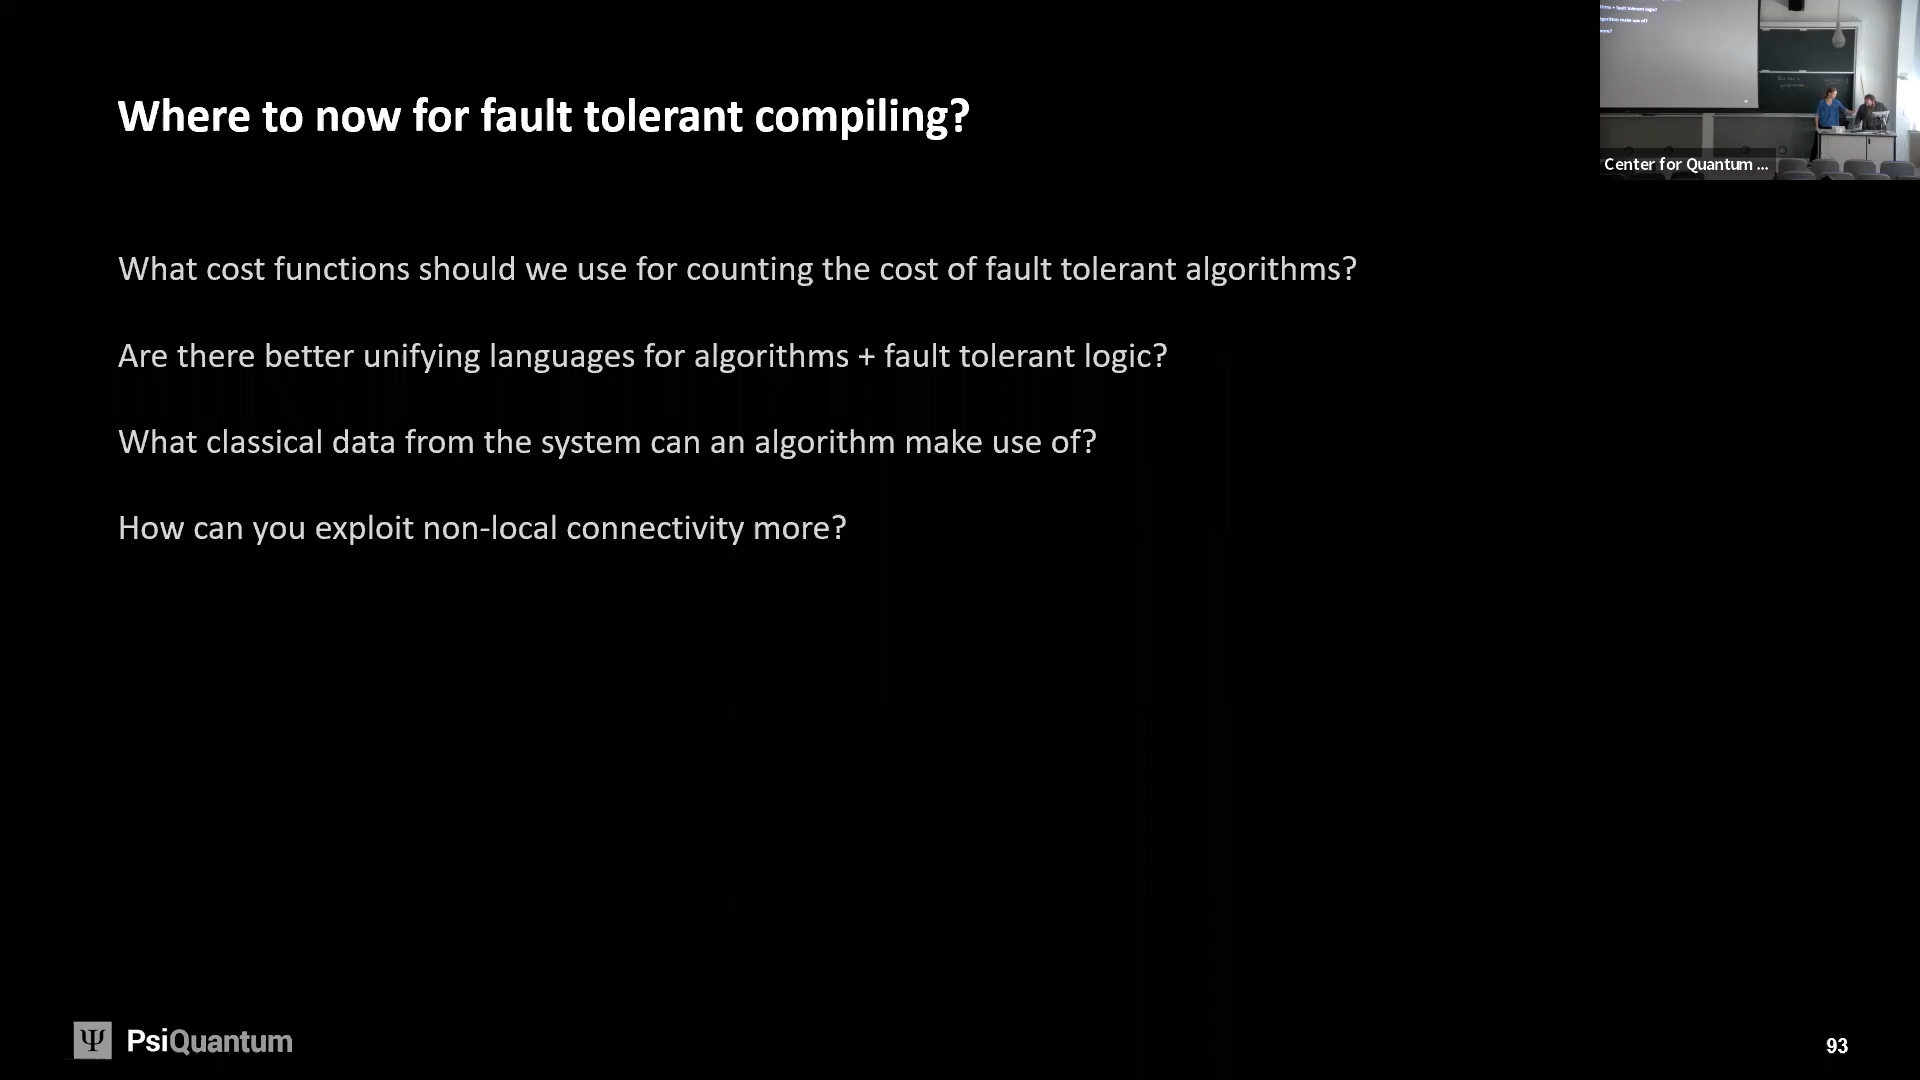 Where to now for fault tolerant compiling?
What cost functions should we use for counting the cost of fault tolerant algorithms?
Are there better unifying languages for algorithms + fault tolerant logic?
What classical data from the system can an algorithm make use of?
How can you exploit non-local connectivity more?
Center for Quantum ...
Ψ PsiQuantum
93